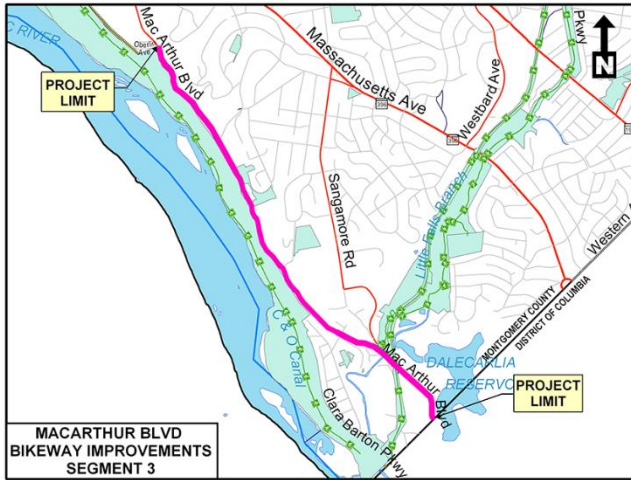 C RIVER
Oberlin
Ave
Mac Arthur Blvd
PROJECT
LIMIT
Massachusetts Ave
396
Westbard Ave
396
Pkwy
N
Sangamore Rd
Little Falls Branch
Western A
MONTGOMERY COUNTY
DISTRICT OF COLUMBIA
C & O Canal
Mac Arthur Blvd
DALECARLIA
RESERVO
PROJECT
LIMIT
Clara Barton Pkwy
MACARTHUR BLVD
BIKEWAY IMPROVEMENTS
SEGMENT 3